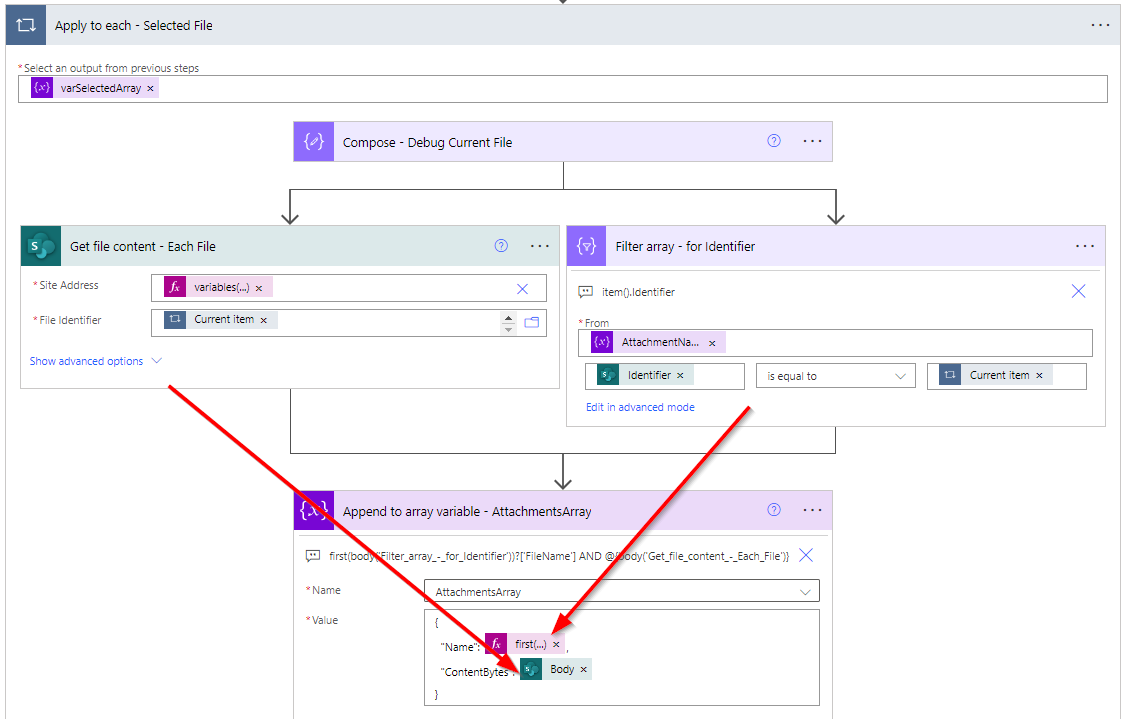 Apply to each - Selected File
*Select an output from previous steps
{x} varSelectedArray ×
Compose - Debug Current File
Get file content - Each File
*Site Address
fx variables(...) ×
*File Identifier
Current item ×
Show advanced options
Filter array - for Identifier
item().Identifier
*From
{x} AttachmentNa... ×
Identifier ×
is equal to
Current item ×
Edit in advanced mode
{x} Append to array variable - AttachmentsArray
first(body('Filter_array_-_for_Identifier'))?['FileName'] AND @{body('Get_file_content_-_Each_File')}
*Name
AttachmentsArray
*Value
{
"Name": fx first(...) × ,
"ContentBytes": Body ×
}